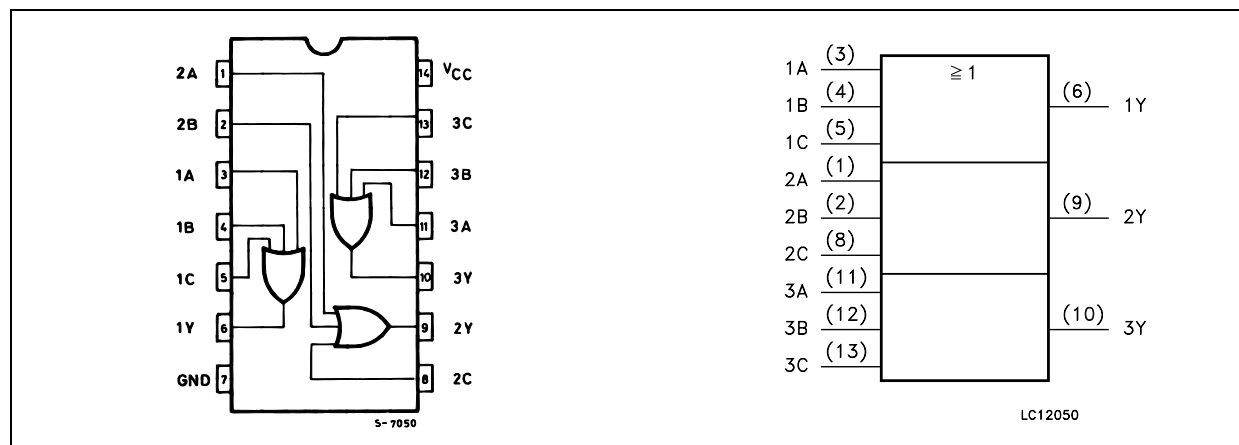 2A 1 14 VCC
2B 2 13 3C
1A 3 12 3B
1B 4 11 3A
1C 5 10 3Y
1Y 6 9 2Y
GND 7 8 2C
S-7050
≧1
1A (3)
1B (4) (6) 1Y
1C (5)
2A (1)
2B (2) (9) 2Y
2C (8)
3A (11)
3B (12) (10) 3Y
3C (13)
LC12050